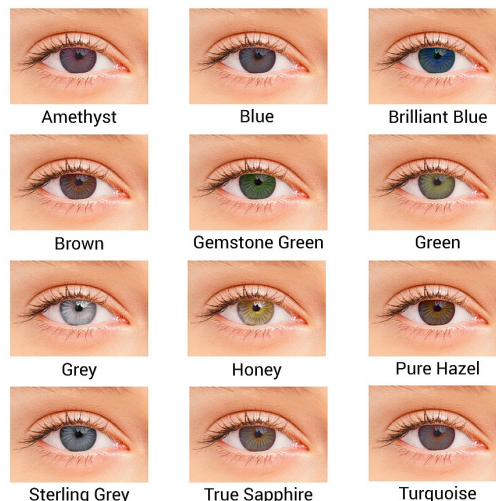 Amethyst
Blue
Brilliant Blue
Brown
Gemstone Green
Green
Grey
Honey
Pure Hazel
Sterling Grey
True Sapphire
Turquoise